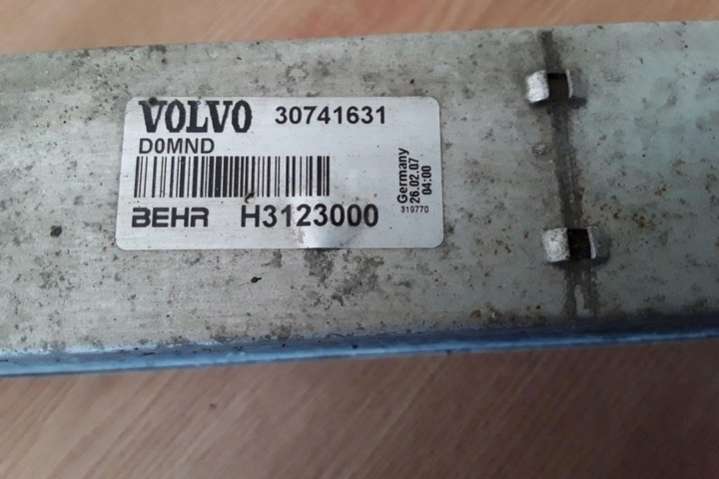 VOLVO 30741631
D0MND
BEHR H3123000
Germany
26.02.07
04:00
319770